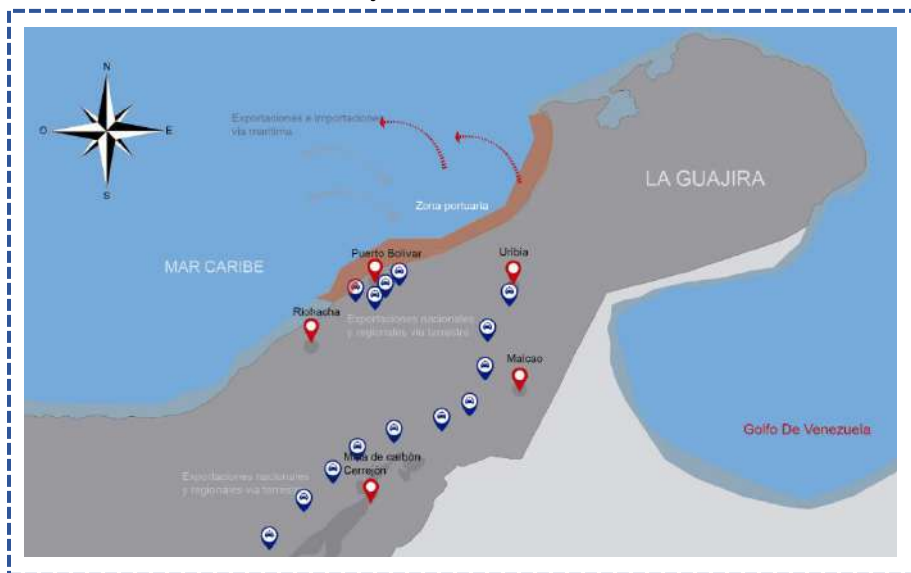 N
O
E
S
Exportaciones e importaciones
vía marítima
LA GUAJIRA
Zona portuaria
MAR CARIBE
Puerto Bolivar
Uribia
Riohacha
Exportaciones nacionales
y regionales vía terrestre
Maicao
Golfo De Venezuela
Mina de carbón
Cerrejón
Exportaciones nacionales
y regionales vía terrestre